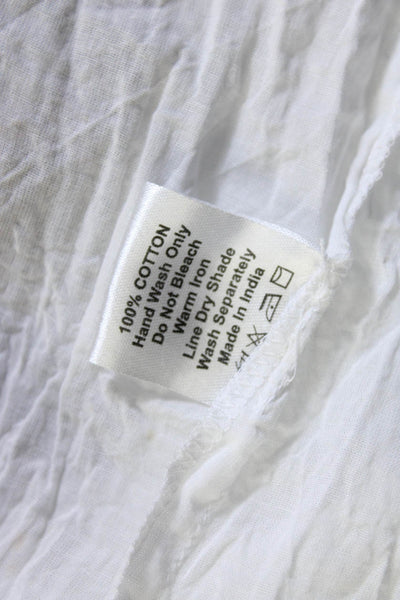 100% COTTON
Hand Wash Only
Do Not Bleach
Warm Iron
Line Dry Shade
Wash Separately
Made In India